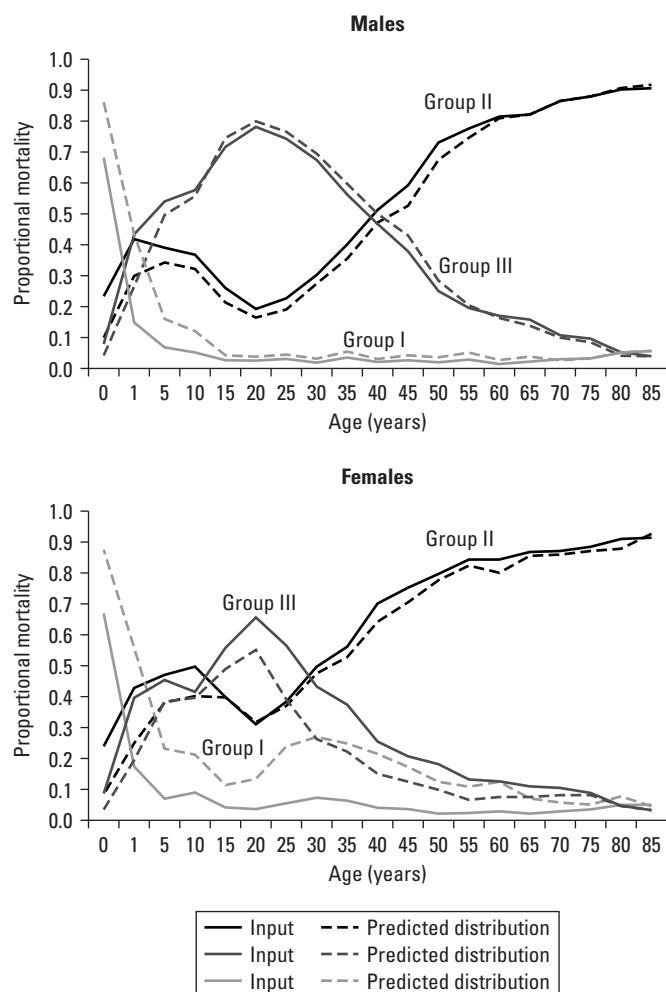 Males
Proportional mortality
1.0
0.9
0.8
0.7
0.6
0.5
0.4
0.3
0.2
0.1
0.0
Group II
Group III
Group I
0 1 5 10 15 20 25 30 35 40 45 50 55 60 65 70 75 80 85
Age (years)
Females
Proportional mortality
1.0
0.9
0.8
0.7
0.6
0.5
0.4
0.3
0.2
0.1
0.0
Group II
Group III
Group I
0 1 5 10 15 20 25 30 35 40 45 50 55 60 65 70 75 80 85
Age (years)
Input Predicted distribution
Input Predicted distribution
Input Predicted distribution